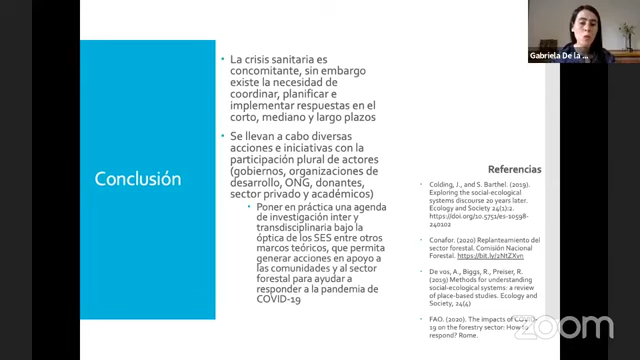 Conclusión
• La crisis sanitaria es
concomitante, sin embargo
existe la necesidad de
coordinar, planificar e
implementar respuestas en el
corto, mediano y largo plazos
• Se llevan a cabo diversas
acciones e iniciativas con la
participación plural de actores
(gobiernos, organizaciones de
desarrollo, ONG, donantes,
sector privado y académicos)
• Poner en práctica una agenda
de investigación inter y
transdisciplinaria bajo la
óptica de los SES entre otros
marcos teóricos, que permita
generar acciones en apoyo a
las comunidades y al sector
forestal para ayudar a
responder a la pandemia de
COVID-19
Referencias
• Colding, J., and S. Barthel. (2019).
Exploring the social-ecological
systems discourse 20 years later.
Ecology and Society 24(1):2.
https://doi.org/10.5751/es-10598-
240102
• Conafor. (2020) Replanteamiento del
sector forestal. Comisión Nacional
Forestal. https://bit.ly/2NtZXvn
• De vos, A., Biggs, R., Preiser, R.
(2019) Methods for understanding
social-ecological systems: a review
of place-based studies. Ecology and
Society, 24(4)
• FAO. (2020). The impacts of COVID-
19 on the forestry sector: How to
respond? Rome.
Gabriela De la ...
zoom